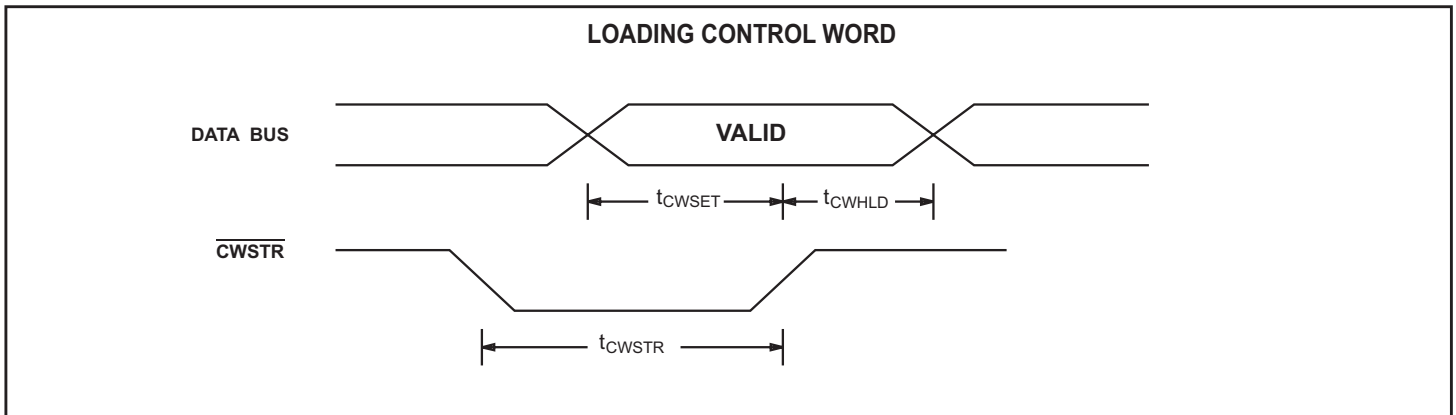 LOADING CONTROL WORD
DATA BUS
VALID
tCWSET
tCWHLD
CWSTR
tCWSTR